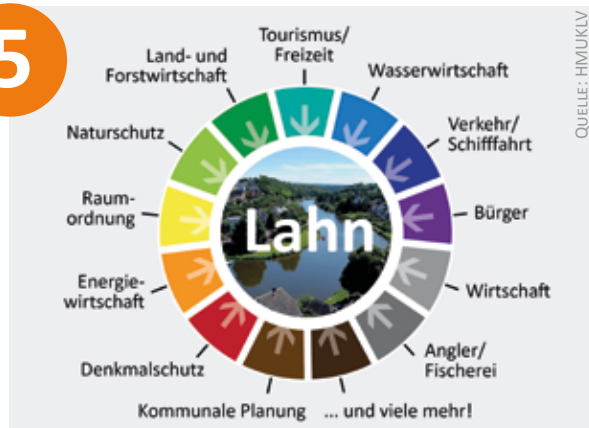 5
QUELLE: HMUKLV
Tourismus/
Freizeit
Wasserwirtschaft
Verkehr/
Schifffahrt
Bürger
Wirtschaft
Angler/
Fischerei
... und viele mehr!
Kommunale Planung
Denkmalschutz
Energie-
wirtschaft
Raum-
ordnung
Naturschutz
Land- und
Forstwirtschaft
Lahn